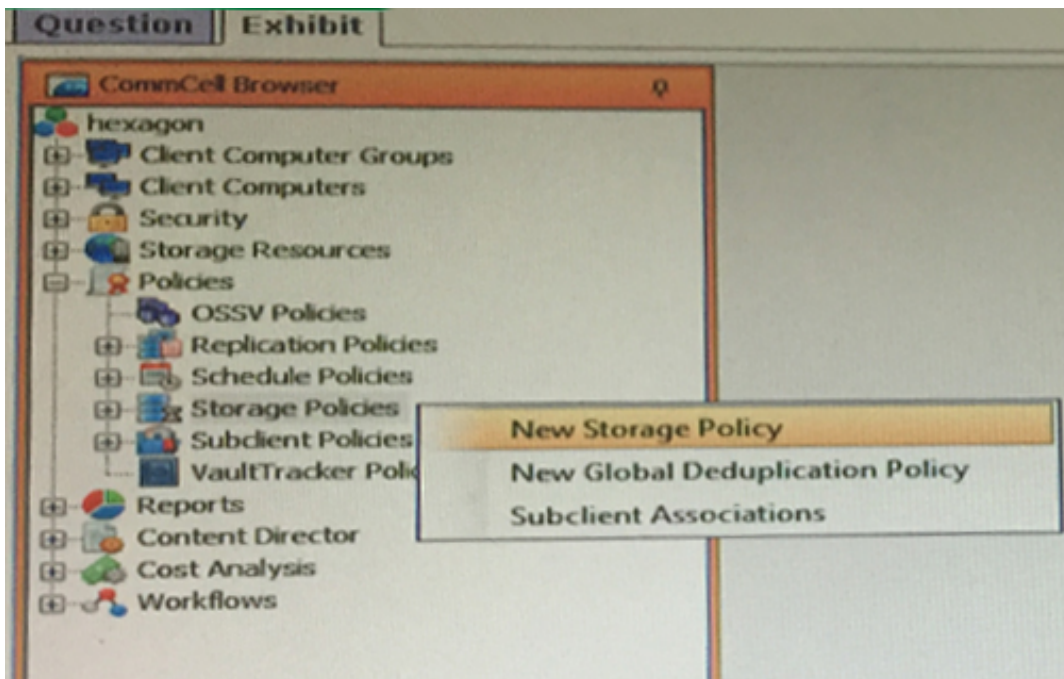 Question Exhibit
CommCell Browser
hexagon
Client Computer Groups
Client Computers
Security
Storage Resources
Policies
OSSV Policies
Replication Policies
Schedule Policies
Storage Policies
Subclient Policies
VaultTracker Polic
Reports
Content Director
Cost Analysis
Workflows
New Storage Policy
New Global Deduplication Policy
Subclient Associations